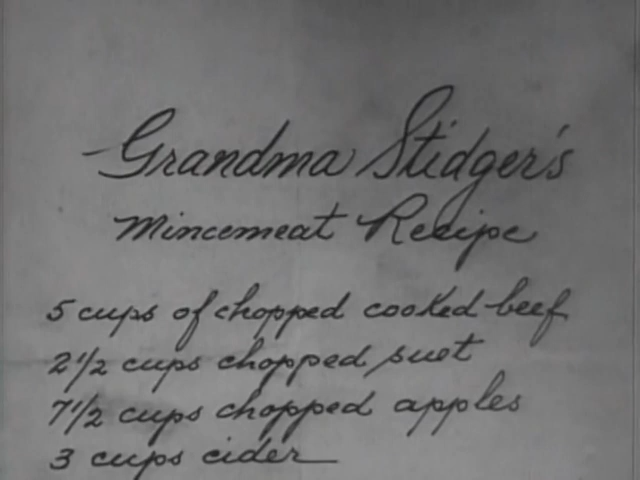 Grandma Stidger's
Mincemeat Recipe
5 cups of chopped cooked beef
2 1/2 cups chopped suet
7 1/2 cups chopped apples
3 cups cider